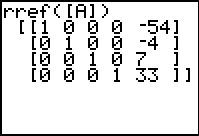 rref([A])
[[1 0 0 0 -54]
[0 1 0 0 -4 ]
[0 0 1 0 7 ]
[0 0 0 1 33 ]]